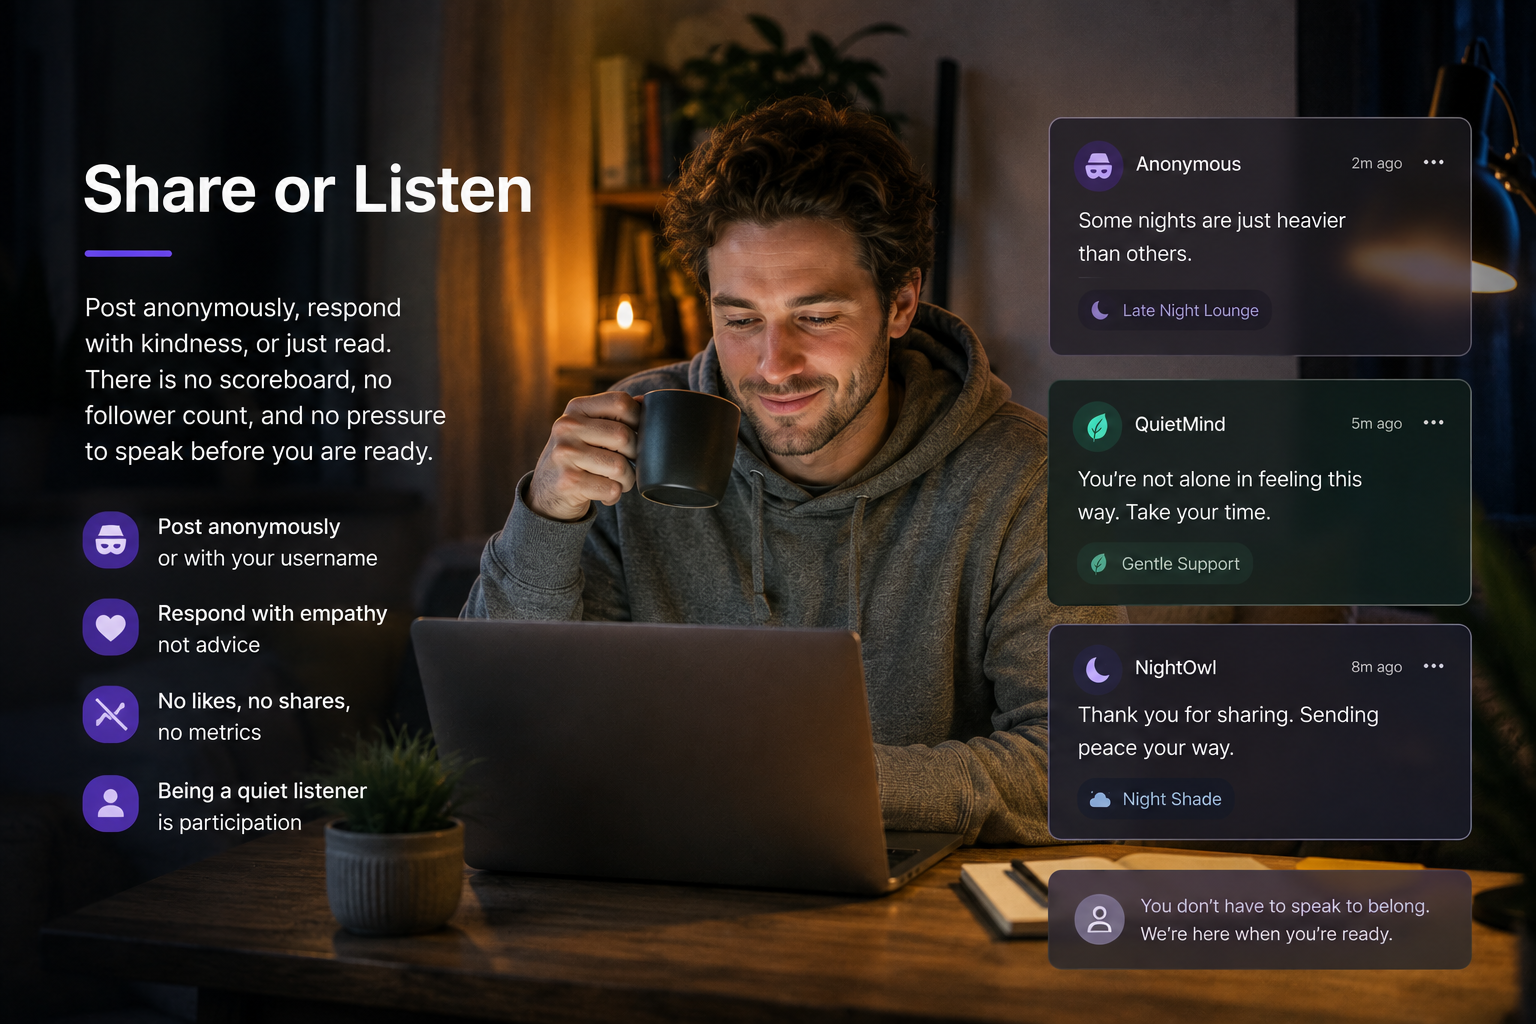 Share or Listen
Post anonymously, respond
with kindness, or just read.
There is no scoreboard, no
follower count, and no pressure
to speak before you are ready.
Post anonymously
or with your username
Respond with empathy
not advice
No likes, no shares,
no metrics
Being a quiet listener
is participation
Anonymous
2m ago
Some nights are just heavier
than others.
Late Night Lounge
QuietMind
5m ago
You're not alone in feeling this
way. Take your time.
Gentle Support
NightOwl
8m ago
Thank you for sharing. Sending
peace your way.
Night Shade
You don't have to speak to belong.
We're here when you're ready.